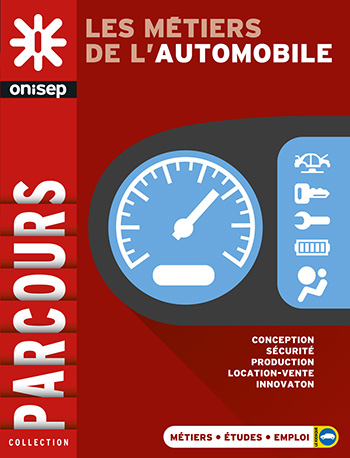 LES MÉTIERS
DE L'AUTOMOBILE
onisep
PARCOURS
COLLECTION
CONCEPTION
SÉCURITÉ
PRODUCTION
LOCATION-VENTE
INNOVATON
MÉTIERS • ÉTUDES • EMPLOI